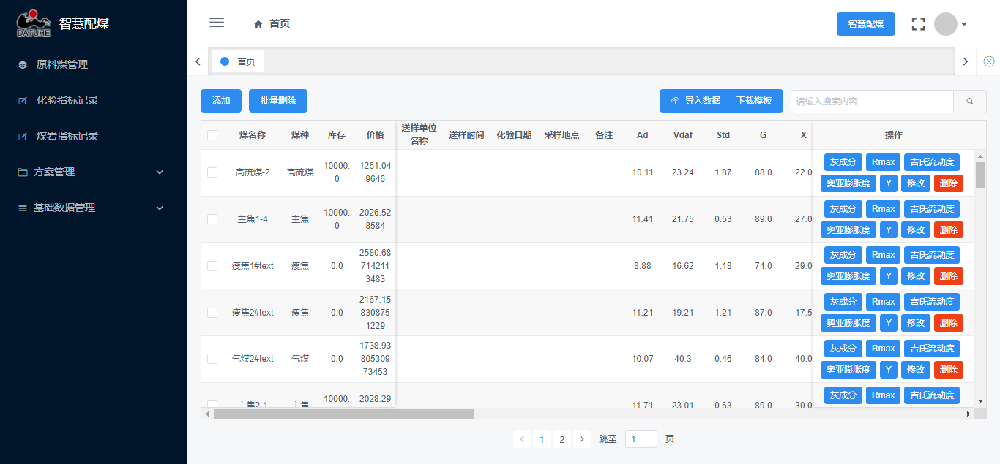 DATUHE
智慧配煤
首页
智慧配煤
原料煤管理
化验指标记录
煤岩指标记录
方案管理
基础数据管理
首页
添加 批量删除 导入数据 下载模板 请输入搜索内容
煤名称 煤种 库存 价格 送样单位名称 送样时间 化验日期 采样地点 备注 Ad Vdaf Std G X 操作
高硫煤-2 高硫煤 10000.0 1261.049646 10.11 23.24 1.87 88.0 22.0
灰成分 Rmax 吉氏流动度
奥亚膨胀度 Y 修改 删除
主焦1-4 主焦 10000.0 2026.528584 11.41 21.75 0.53 89.0 27.0
灰成分 Rmax 吉氏流动度
奥亚膨胀度 Y 修改 删除
瘦焦1#text 瘦焦 0.0 2580.687142113483 8.88 16.62 1.18 74.0 29.0
灰成分 Rmax 吉氏流动度
奥亚膨胀度 Y 修改 删除
瘦焦2#text 瘦焦 0.0 2167.158308751229 11.21 19.21 1.21 87.0 17.5
灰成分 Rmax 吉氏流动度
奥亚膨胀度 Y 修改 删除
气煤2#text 气煤 0.0 1738.9380530973453 10.07 40.3 0.46 84.0 40.0
灰成分 Rmax 吉氏流动度
奥亚膨胀度 Y 修改 删除
主焦2-1 主焦 10000. 2028.29 11.71 23.01 0.63 89.0 30.0
灰成分 Rmax 吉氏流动度
1 2 跳至 1 页